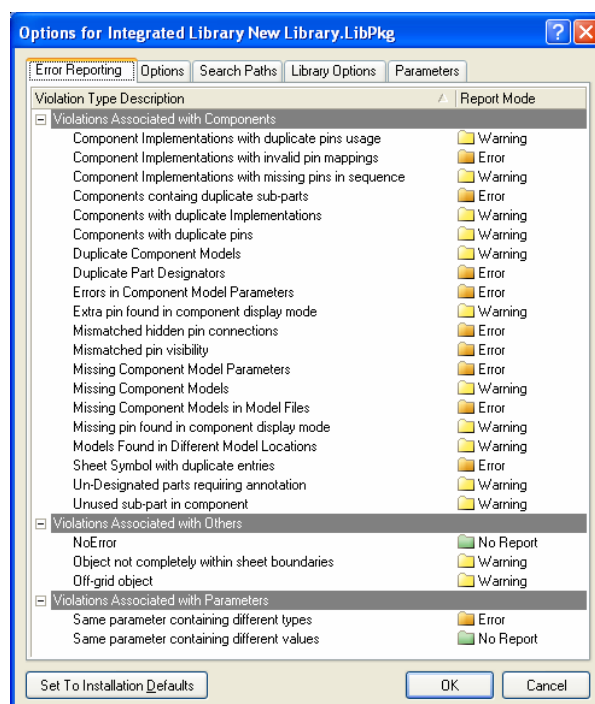 Options for Integrated Library New Library.LibPkg
Error Reporting Options Search Paths Library Options Parameters
Violation Type Description Report Mode
Violations Associated with Components
Component Implementations with duplicate pins usage Warning
Component Implementations with invalid pin mappings Error
Component Implementations with missing pins in sequence Warning
Components containg duplicate sub-parts Error
Components with duplicate Implementations Warning
Components with duplicate pins Warning
Duplicate Component Models Warning
Duplicate Part Designators Error
Errors in Component Model Parameters Error
Extra pin found in component display mode Warning
Mismatched hidden pin connections Error
Mismatched pin visibility Error
Missing Component Model Parameters Error
Missing Component Models Warning
Missing Component Models in Model Files Error
Missing pin found in component display mode Warning
Models Found in Different Model Locations Warning
Sheet Symbol with duplicate entries Error
Un-Designated parts requiring annotation Warning
Unused sub-part in component Warning
Violations Associated with Others
NoError No Report
Object not completely within sheet boundaries Warning
Off-grid object Warning
Violations Associated with Parameters
Same parameter containing different types Error
Same parameter containing different values No Report
Set To Installation Defaults OK Cancel